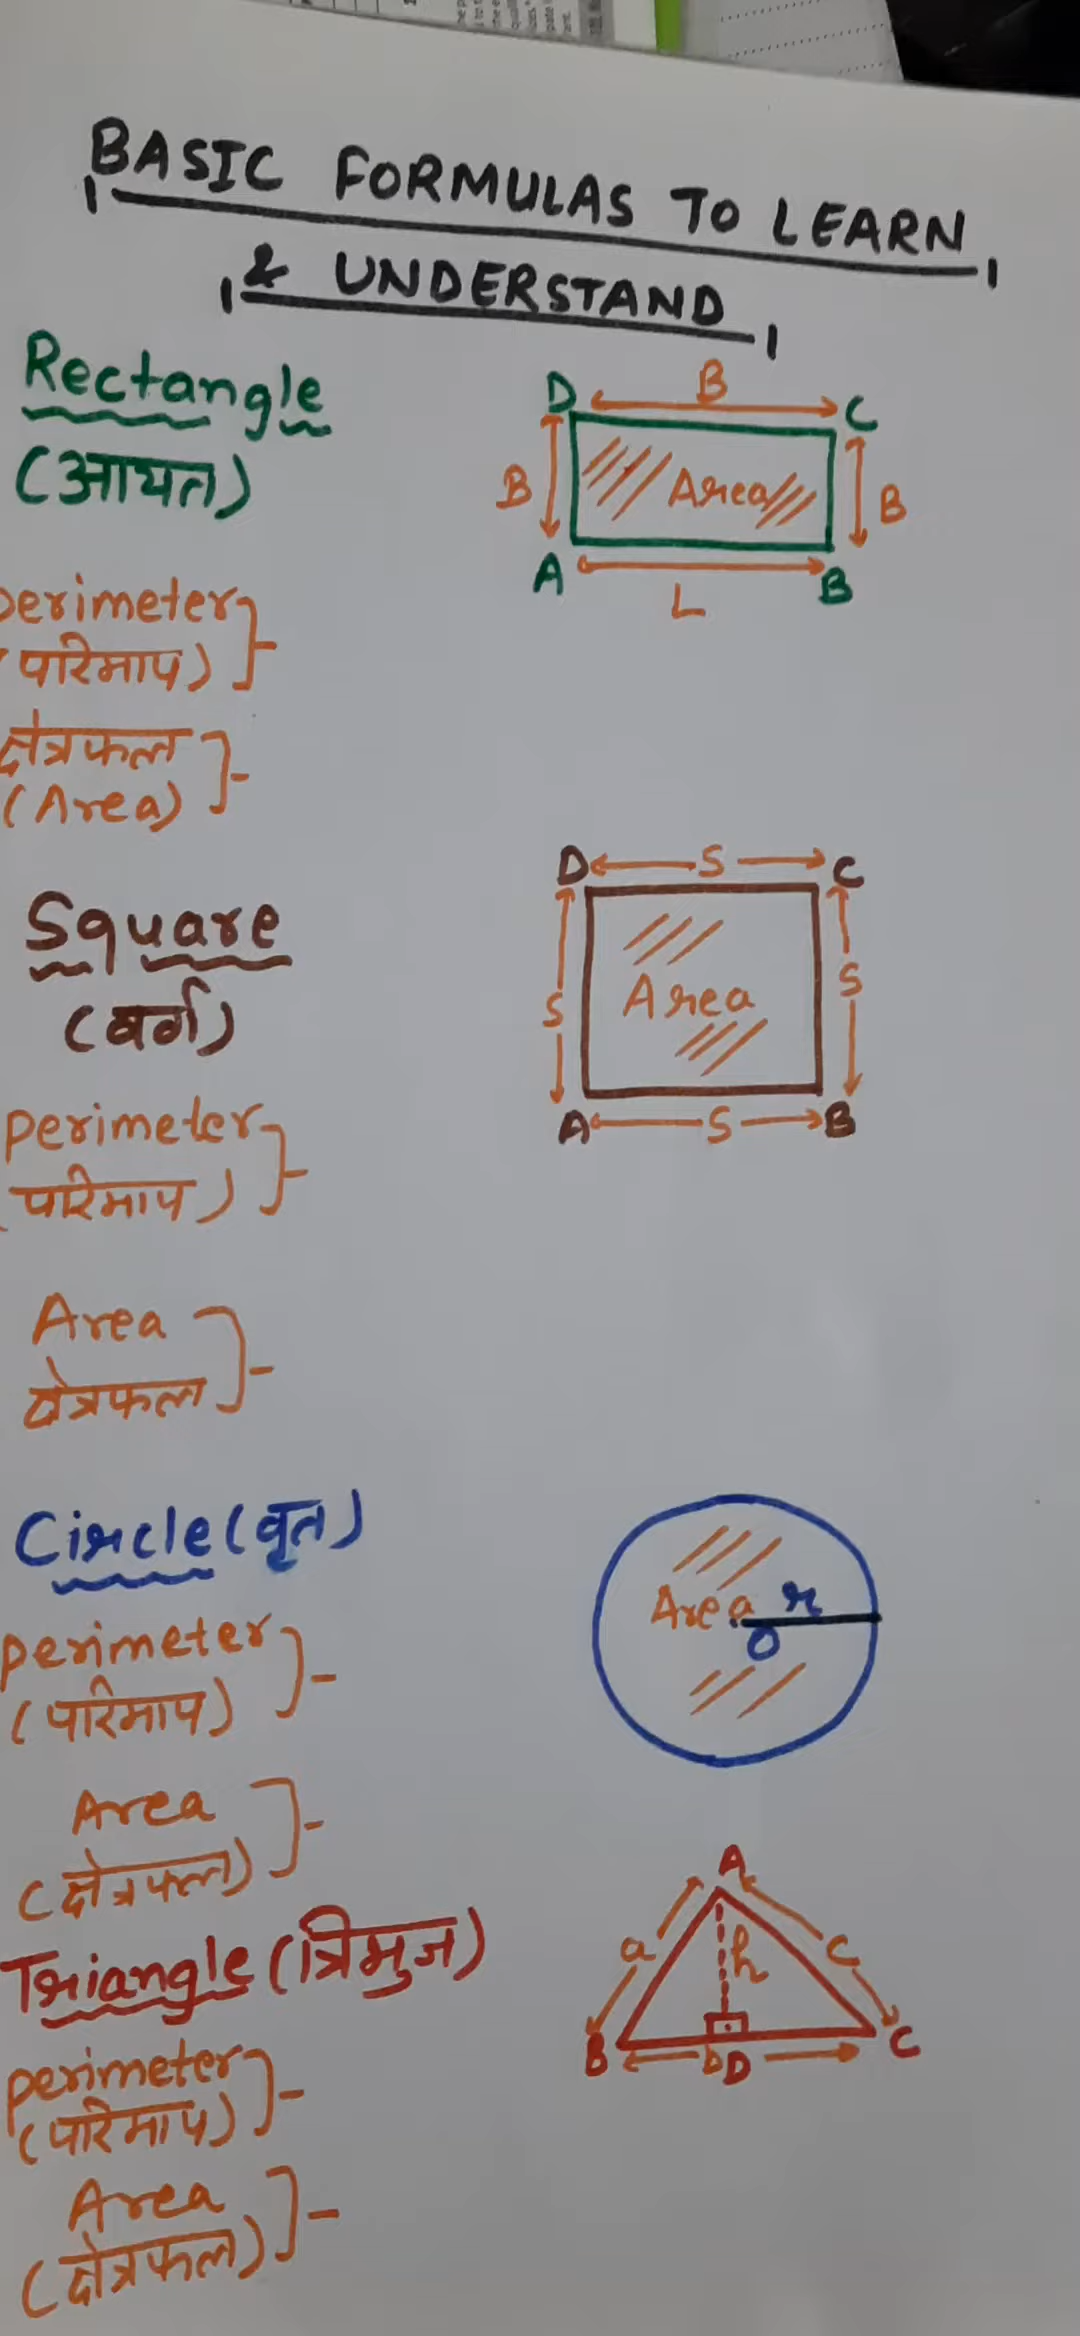 BASIC FORMULAS TO LEARN
& UNDERSTAND
Rectangle
(आयत)
D B C
B Area B
A L B
perimeter
(परिमाप)
क्षेत्रफल
(Area)
Square
(वर्ग)
D S C
S Area S
A S B
perimeter
(परिमाप)
Area
क्षेत्रफल
Circle (वृत)
Area r
O
perimeter
(परिमाप)
Area
(क्षेत्रफल)
Triangle (त्रिभुज)
A
a h c
B b D C
perimeter
(परिमाप)
Area
(क्षेत्रफल)